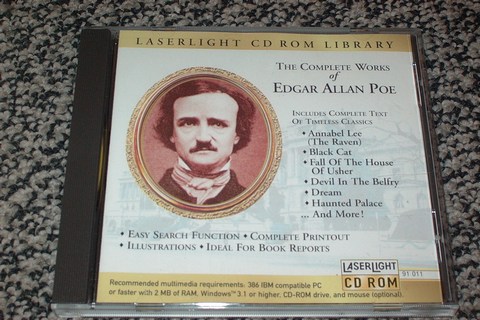 LASERLIGHT CD ROM LIBRARY
THE COMPLETE WORKS
of
EDGAR ALLAN POE
INCLUDES COMPLETE TEXT
OF TIMELESS CLASSICS
• ANNABEL LEE
(THE RAVEN)
• BLACK CAT
• FALL OF THE HOUSE
OF USHER
• DEVIL IN THE BELFRY
• DREAM
• HAUNTED PALACE
... AND MORE!
• EASY SEARCH FUNCTION • COMPLETE PRINTOUT
• ILLUSTRATIONS • IDEAL FOR BOOK REPORTS
Recommended multimedia requirements: 386 IBM compatible PC
or faster with 2 MB of RAM, Windows™ 3.1 or higher, CD-ROM drive, and mouse (optional).
LASERLIGHT
CD ROM
91 011